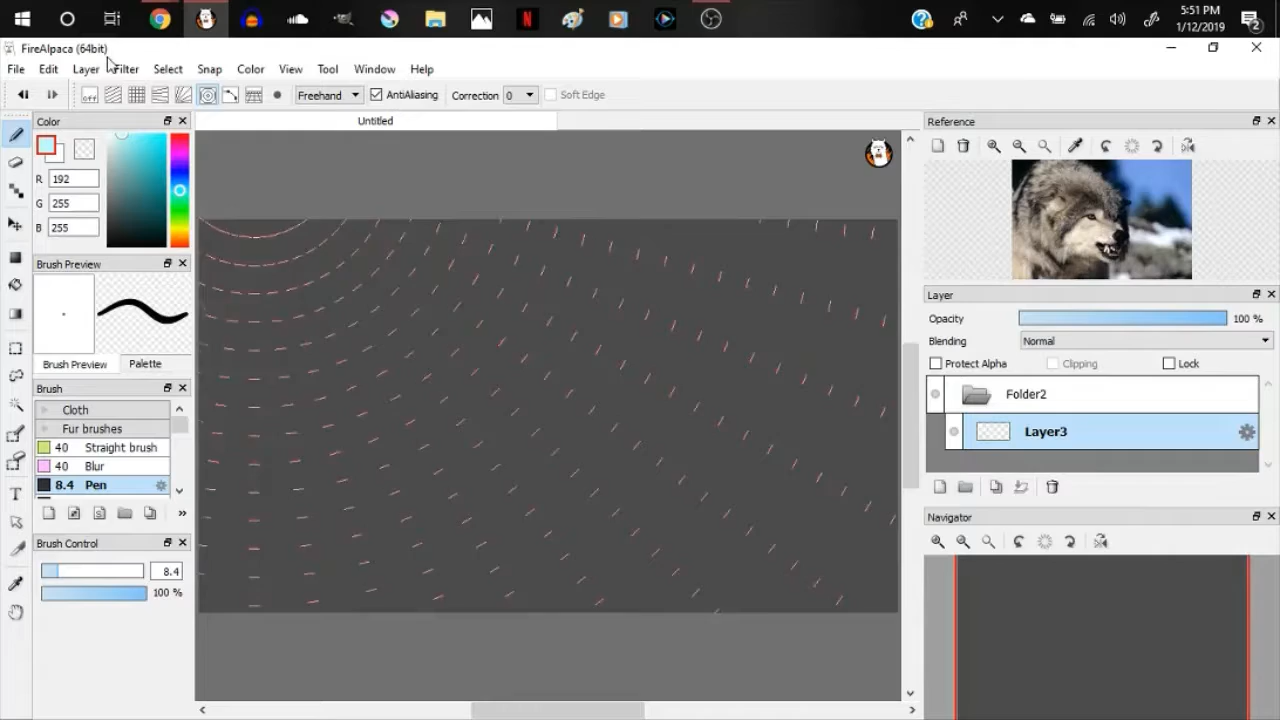 5:51 PM
1/12/2019
2
FireAlpaca (64bit)
File Edit Layer Filter Select Snap Color View Tool Window Help
off Freehand AntiAliasing Correction 0 Soft Edge
Color
Untitled
Reference
R 192
G 255
B 255
Brush Preview
Layer
Opacity 100 %
Blending Normal
Brush Preview Palette
Protect Alpha Clipping Lock
Brush
Folder2
Cloth
Fur brushes
Layer3
40 Straight brush
40 Blur
8.4 Pen
Navigator
Brush Control
8.4
100 %